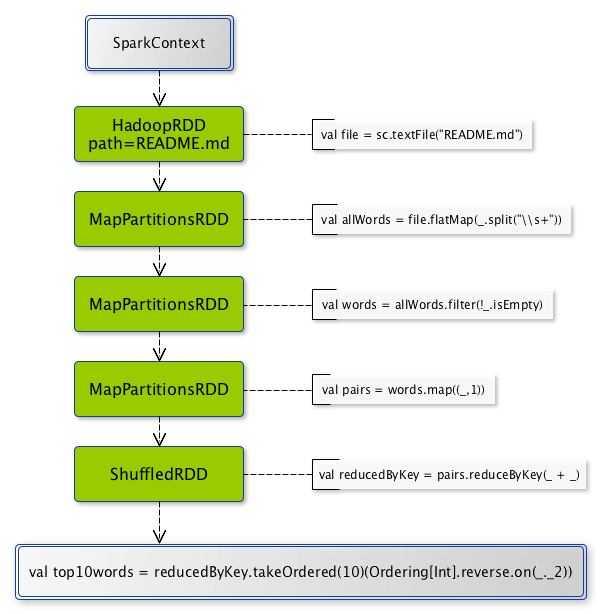 SparkContext
HadoopRDD
path=README.md
val file = sc.textFile("README.md")
MapPartitionsRDD
val allWords = file.flatMap(_.split("\\s+"))
MapPartitionsRDD
val words = allWords.filter(!_.isEmpty)
MapPartitionsRDD
val pairs = words.map((_,1))
ShuffledRDD
val reducedByKey = pairs.reduceByKey(_ + _)
val top10words = reducedByKey.takeOrdered(10)(Ordering[Int].reverse.on(_._2))